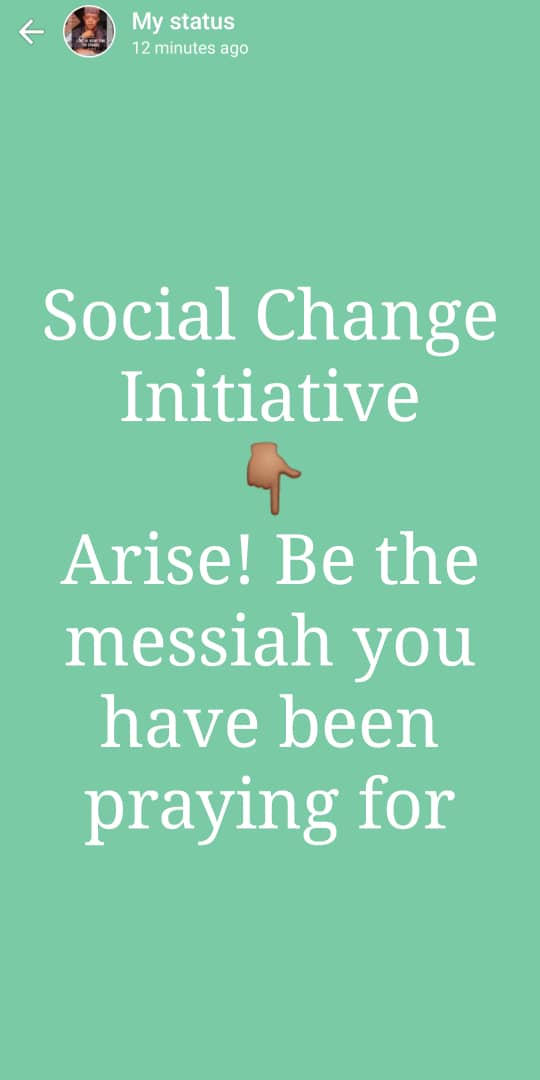 My status
12 minutes ago
Social Change
Initiative
👇🏽
Arise! Be the
messiah you
have been
praying for